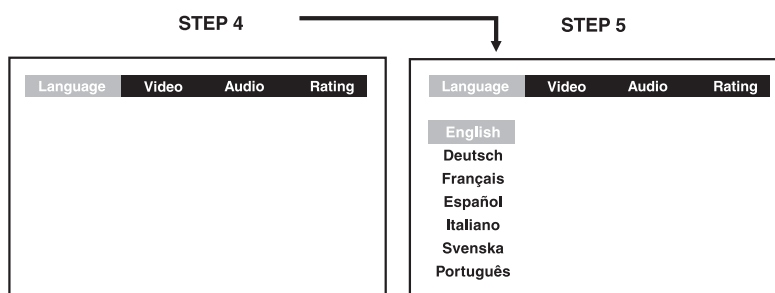 STEP 4
STEP 5
Language Video Audio Rating
Language Video Audio Rating
English
Deutsch
Français
Español
Italiano
Svenska
Português